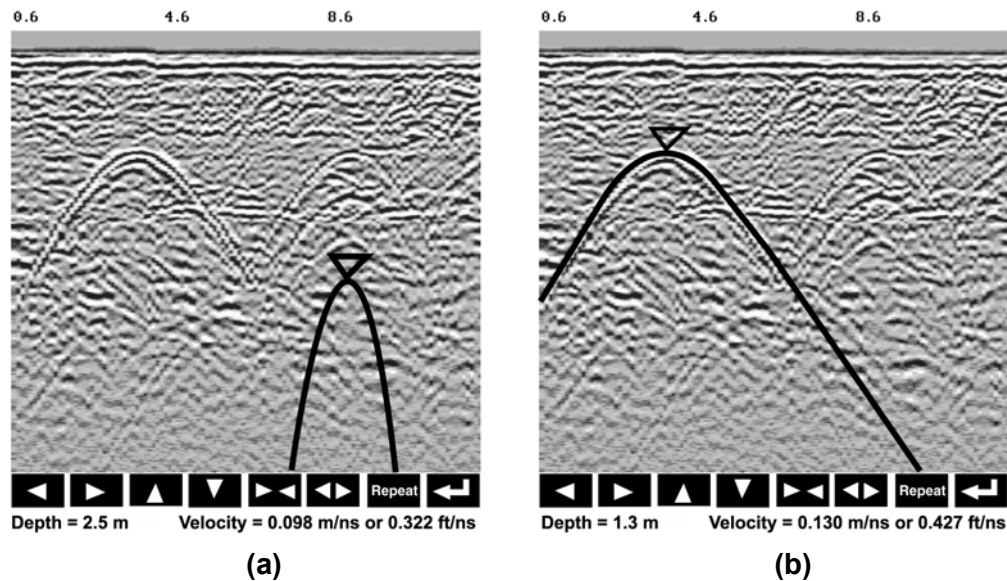 0.6 4.6 8.6
0.6 4.6 8.6
Repeat
Repeat
Depth = 2.5 m Velocity = 0.098 m/ns or 0.322 ft/ns
Depth = 1.3 m Velocity = 0.130 m/ns or 0.427 ft/ns
(a)
(b)